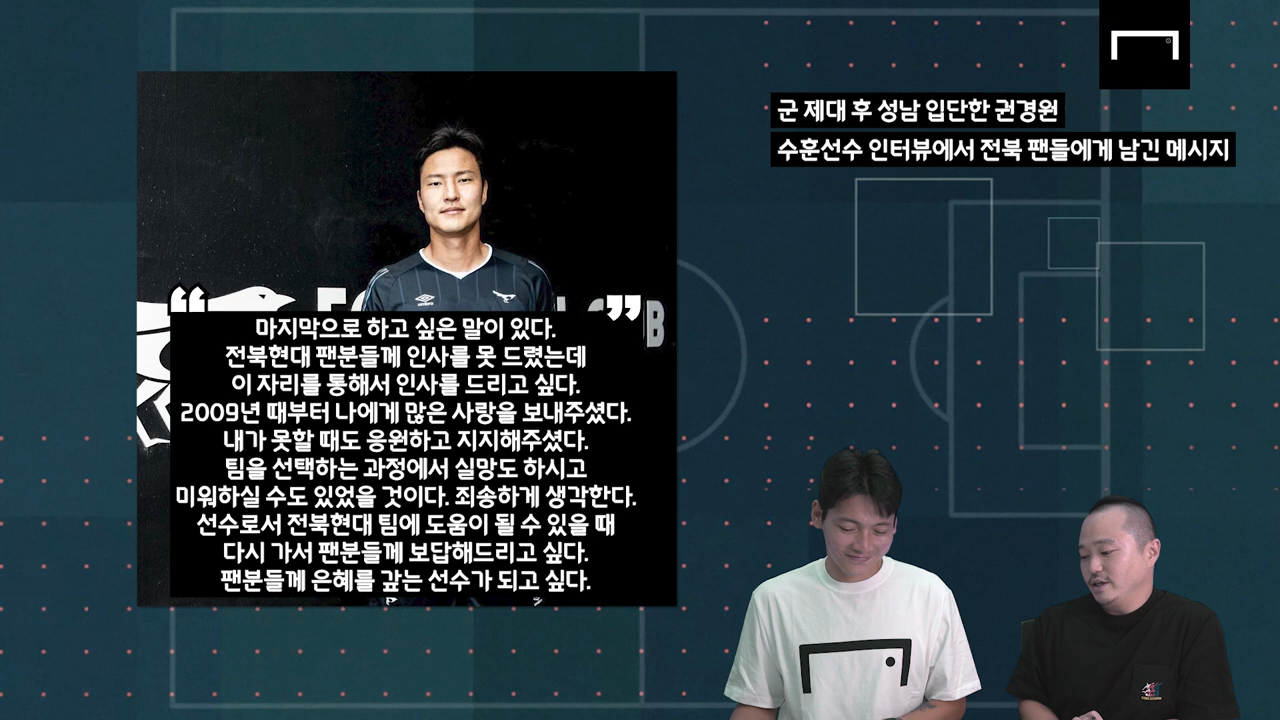 군 제대 후 성남 입단한 권경원
수훈선수 인터뷰에서 전북 팬들에게 남긴 메시지
“ ”
마지막으로 하고 싶은 말이 있다.
전북현대 팬분들께 인사를 못 드렸는데
이 자리를 통해서 인사를 드리고 싶다.
2009년 때부터 나에게 많은 사랑을 보내주셨다.
내가 못할 때도 응원하고 지지해주셨다.
팀을 선택하는 과정에서 실망도 하시고
미워하실 수도 있었을 것이다. 죄송하게 생각한다.
선수로서 전북현대 팀에 도움이 될 수 있을 때
다시 가서 팬분들께 보답해드리고 싶다.
팬분들께 은혜를 갚는 선수가 되고 싶다.